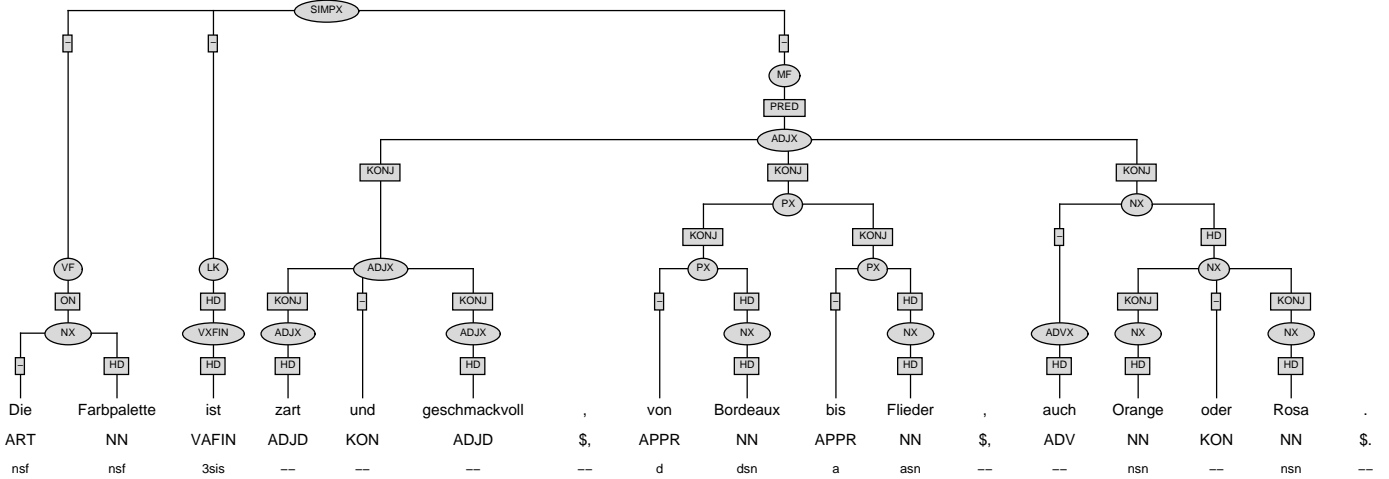 SIMPX
– – –
MF
PRED
ADJX
KONJ KONJ KONJ
PX NX
KONJ KONJ – HD
VF LK ADJX PX PX NX
ON HD KONJ – KONJ – HD – HD KONJ – KONJ
NX VXFIN ADJX ADJX NX NX ADVX NX NX
– HD HD HD HD HD HD HD HD HD
Die Farbpalette ist zart und geschmackvoll , von Bordeaux bis Flieder , auch Orange oder Rosa .
ART NN VAFIN ADJD KON ADJD $, APPR NN APPR NN $, ADV NN KON NN $.
nsf nsf 3sis –– –– –– –– d dsn a asn –– –– nsn –– nsn ––